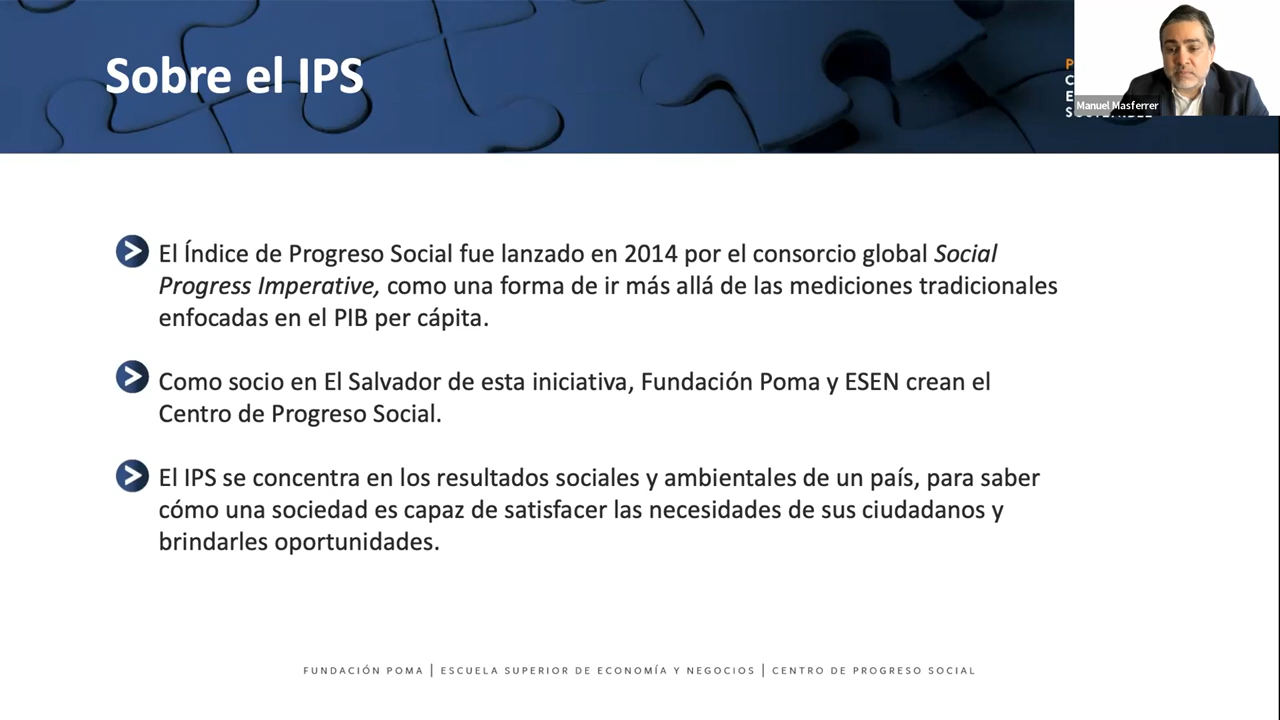 Sobre el IPS
Manuel Masferrer
El Índice de Progreso Social fue lanzado en 2014 por el consorcio global Social
Progress Imperative, como una forma de ir más allá de las mediciones tradicionales
enfocadas en el PIB per cápita.
Como socio en El Salvador de esta iniciativa, Fundación Poma y ESEN crean el
Centro de Progreso Social.
El IPS se concentra en los resultados sociales y ambientales de un país, para saber
cómo una sociedad es capaz de satisfacer las necesidades de sus ciudadanos y
brindarles oportunidades.
FUNDACIÓN POMA | ESCUELA SUPERIOR DE ECONOMÍA Y NEGOCIOS | CENTRO DE PROGRESO SOCIAL